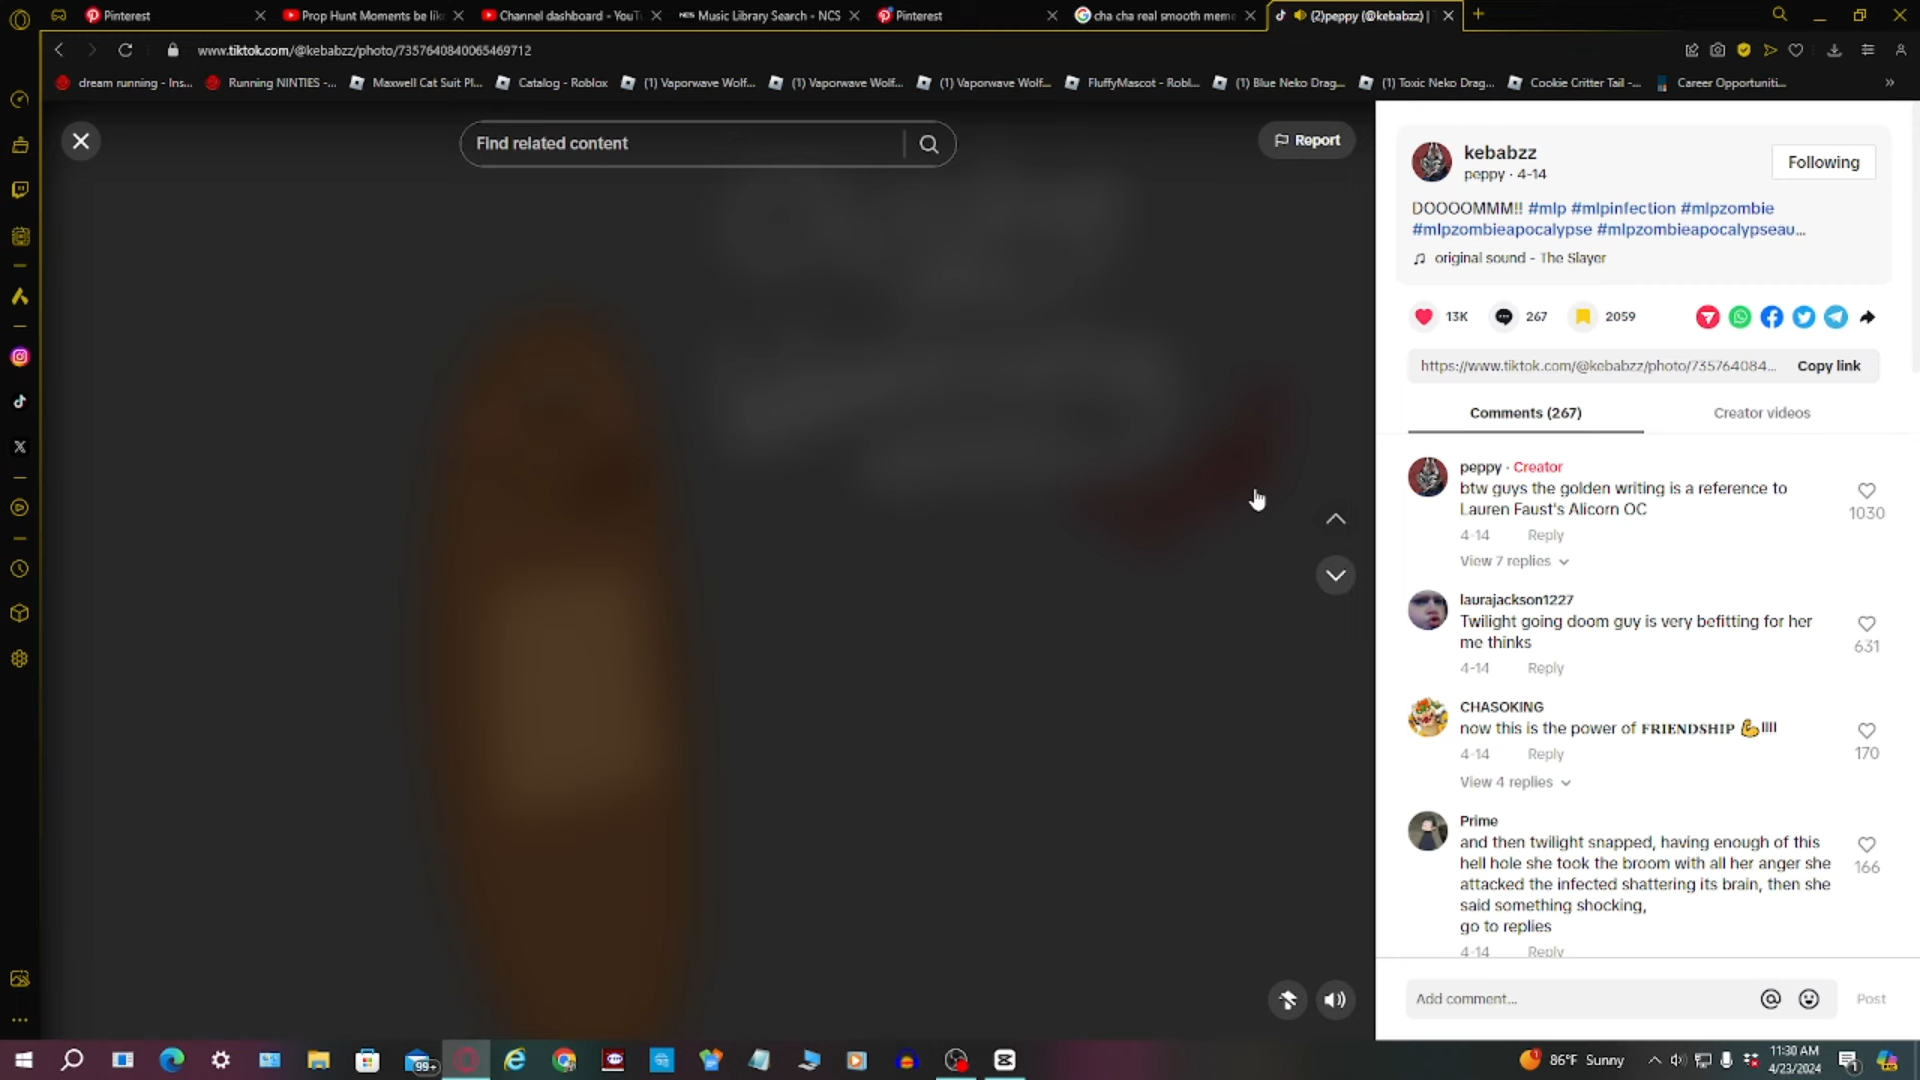 Pinterest
Prop Hunt Moments be lik
Channel dashboard - YouT
NCS Music Library Search - NCS
Pinterest
cha cha real smooth meme
(2)peppy (@kebabzz) |
www.tiktok.com/@kebabzz/photo/7357640840065469712
dream running - Ins...
Running NINTIES -...
Maxwell Cat Suit Pl...
Catalog - Roblox
(1) Vaporwave Wolf...
(1) Vaporwave Wolf...
(1) Vaporwave Wolf...
FluffyMascot - Robl...
(1) Blue Neko Drag...
(1) Toxic Neko Drag...
Cookie Critter Tail -...
Career Opportuniti...
Find related content
Report
kebabzz
peppy · 4-14
Following
DOOOOMMM!! #mlp #mlpinfection #mlpzombie
#mlpzombieapocalypse #mlpzombieapocalypseau...
original sound - The Slayer
13K
267
2059
https://www.tiktok.com/@kebabzz/photo/735764084...
Copy link
Comments (267)
Creator videos
peppy · Creator
btw guys the golden writing is a reference to
Lauren Faust's Alicorn OC
1030
4-14 Reply
View 7 replies
laurajackson1227
Twilight going doom guy is very befitting for her
me thinks
631
4-14 Reply
CHASOKING
now this is the power of 𝐅𝐑𝐈𝐄𝐍𝐃𝐒𝐇𝐈𝐏 💪!!!!
170
4-14 Reply
View 4 replies
Prime
and then twilight snapped, having enough of this
hell hole she took the broom with all her anger she
attacked the infected shattering its brain, then she
said something shocking,
go to replies
166
4-14 Reply
Add comment...
Post
99+
86°F Sunny
11:30 AM
4/23/2024
1